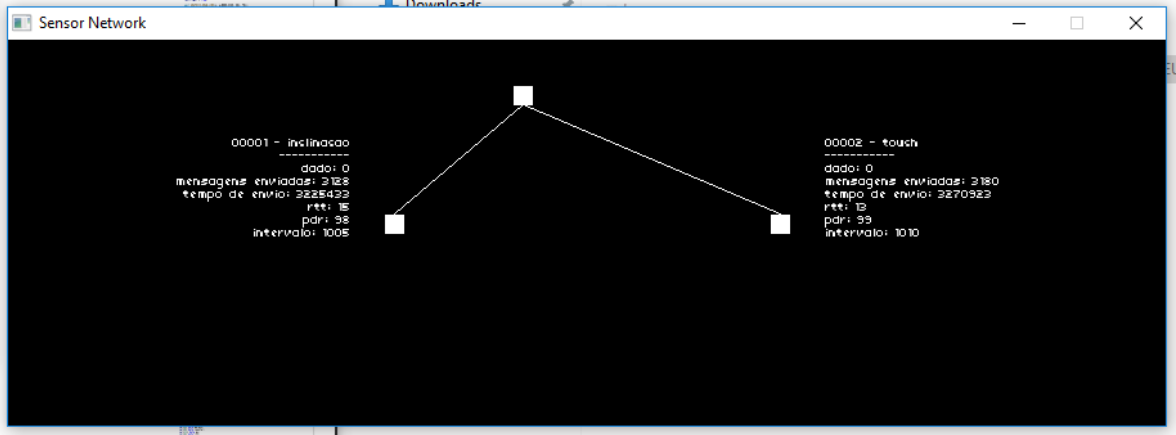 Downloads
Sensor Network
00001 - inclinacao
-----------
dado: 0
mensagens enviadas: 3128
tempo de envio: 3225433
rtt: 15
pdr: 98
intervalo: 1005
00002 - touch
-----------
dado: 0
mensagens enviadas: 3180
tempo de envio: 3270923
rtt: 13
pdr: 99
intervalo: 1010